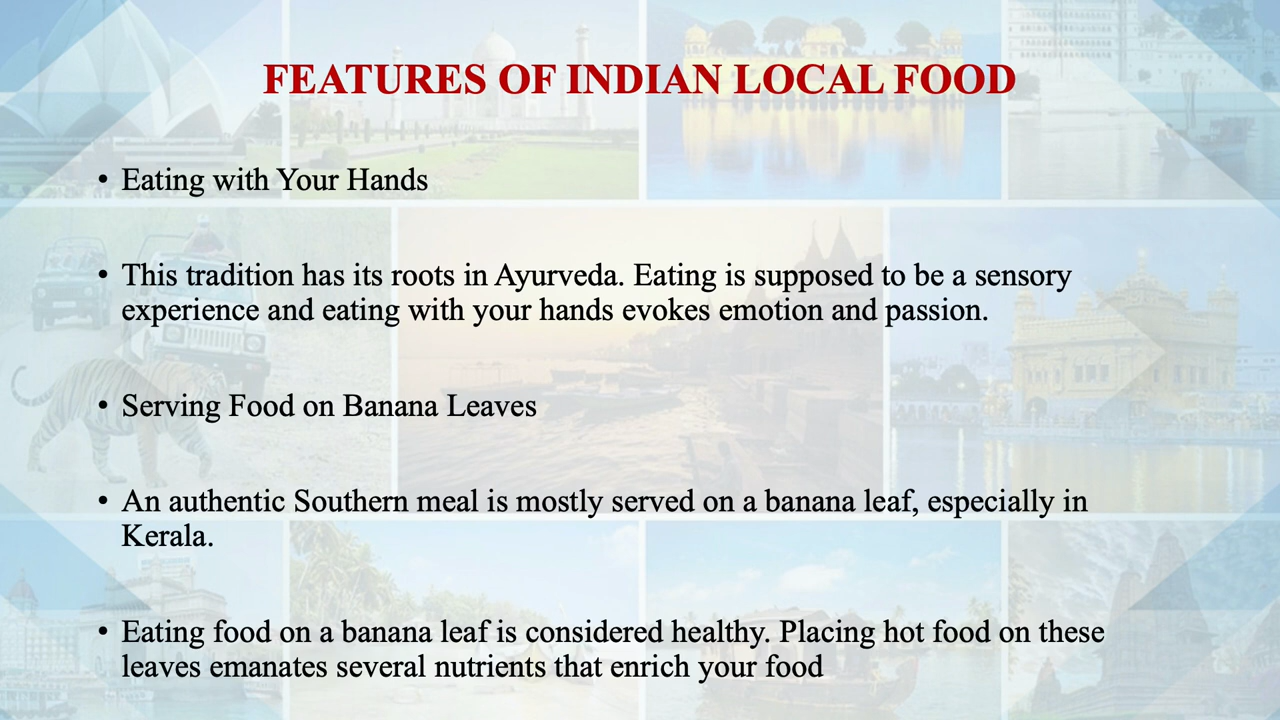 FEATURES OF INDIAN LOCAL FOOD
• Eating with Your Hands
• This tradition has its roots in Ayurveda. Eating is supposed to be a sensory
experience and eating with your hands evokes emotion and passion.
• Serving Food on Banana Leaves
• An authentic Southern meal is mostly served on a banana leaf, especially in
Kerala.
• Eating food on a banana leaf is considered healthy. Placing hot food on these
leaves emanates several nutrients that enrich your food